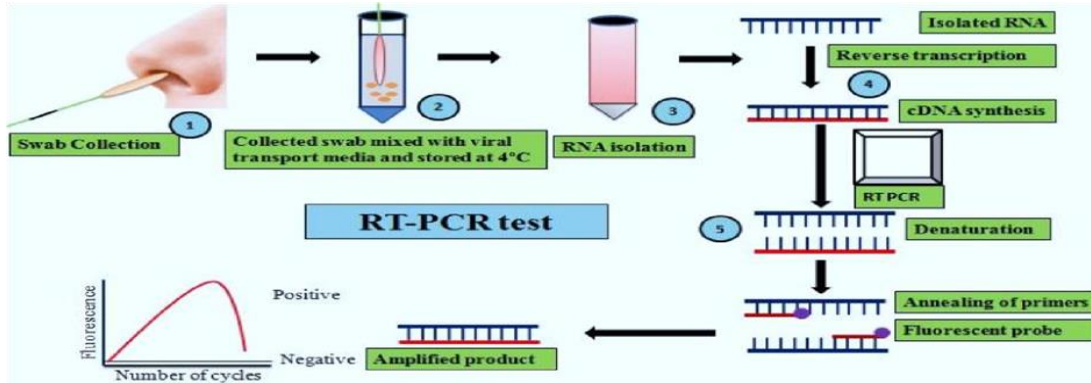 Isolated RNA
Reverse transcription
4
1
2
3
cDNA synthesis
Swab Collection
Collected swab mixed with viral
transport media and stored at 4°C
RNA isolation
RT PCR
RT-PCR test
5
Denaturation
Fluorescence
Positive
Negative
Number of cycles
Amplified product
Annealing of primers
Fluorescent probe